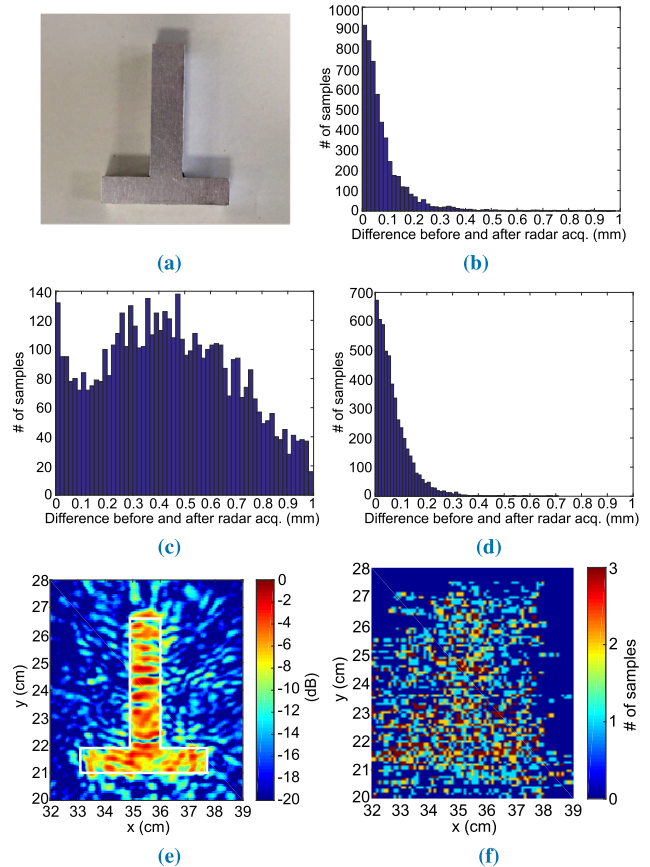 1000
900
800
700
600
500
400
300
200
100
0
# of samples
0 0.1 0.2 0.3 0.4 0.5 0.6 0.7 0.8 0.9 1
Difference before and after radar acq. (mm)
(a)
(b)
140
120
100
80
60
40
20
0
# of samples
0 0.1 0.2 0.3 0.4 0.5 0.6 0.7 0.8 0.9 1
Difference before and after radar acq. (mm)
(c)
700
600
500
400
300
200
100
0
# of samples
0 0.1 0.2 0.3 0.4 0.5 0.6 0.7 0.8 0.9 1
Difference before and after radar acq. (mm)
(d)
28
27
26
25
24
23
22
21
20
y (cm)
32 33 34 35 36 37 38 39
x (cm)
0
-2
-4
-6
-8
-10
-12
-14
-16
-18
-20
(dB)
(e)
28
27
26
25
24
23
22
21
20
y (cm)
32 33 34 35 36 37 38 39
x (cm)
3
2
1
0
# of samples
(f)